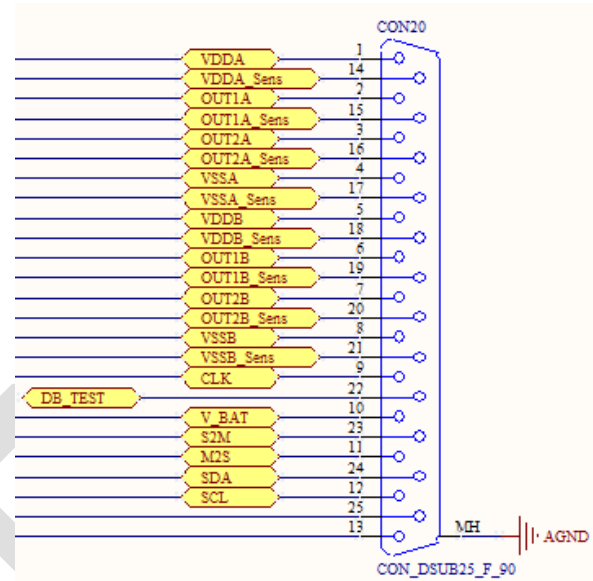 CON20
VDDA 1
VDDA_Sens 14
OUT1A 2
OUT1A_Sens 15
OUT2A 3
OUT2A_Sens 16
VSSA 4
VSSA_Sens 17
VDDB 5
VDDB_Sens 18
OUT1B 6
OUT1B_Sens 19
OUT2B 7
OUT2B_Sens 20
VSSB 8
VSSB_Sens 21
CLK 9
DB_TEST 22
V_BAT 10
S2M 23
M2S 11
SDA 24
SCL 12
25
13 MH AGND
CON_DSUB25_F_90